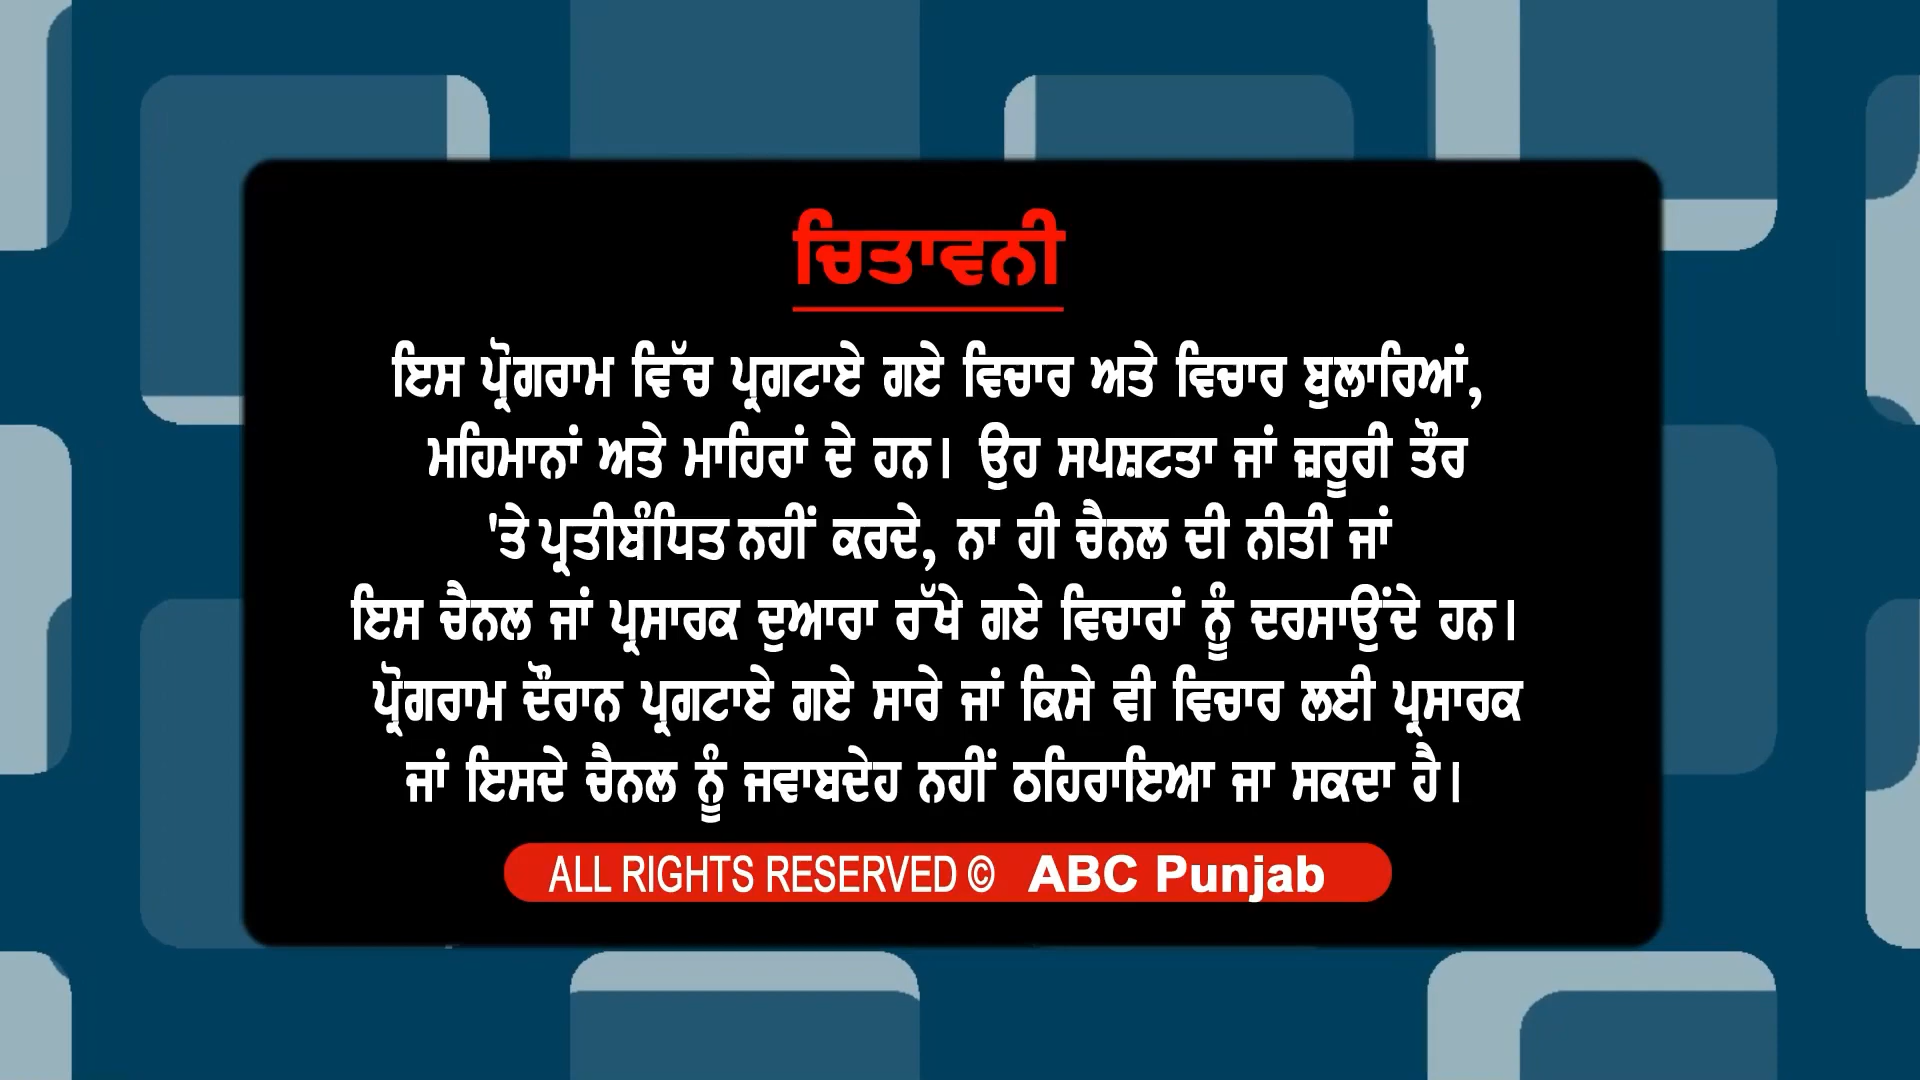 ਚਿਤਾਵਨੀ
ਇਸ ਪ੍ਰੋਗਰਾਮ ਵਿੱਚ ਪ੍ਰਗਟਾਏ ਗਏ ਵਿਚਾਰ ਅਤੇ ਵਿਚਾਰ ਬੁਲਾਰਿਆਂ,
ਮਹਿਮਾਨਾਂ ਅਤੇ ਮਾਹਿਰਾਂ ਦੇ ਹਨ। ਉਹ ਸਪਸ਼ਟਤਾ ਜਾਂ ਜ਼ਰੂਰੀ ਤੌਰ
'ਤੇ ਪ੍ਰਤੀਬੰਧਿਤ ਨਹੀਂ ਕਰਦੇ, ਨਾ ਹੀ ਚੈਨਲ ਦੀ ਨੀਤੀ ਜਾਂ
ਇਸ ਚੈਨਲ ਜਾਂ ਪ੍ਰਸਾਰਕ ਦੁਆਰਾ ਰੱਖੇ ਗਏ ਵਿਚਾਰਾਂ ਨੂੰ ਦਰਸਾਉਂਦੇ ਹਨ।
ਪ੍ਰੋਗਰਾਮ ਦੌਰਾਨ ਪ੍ਰਗਟਾਏ ਗਏ ਸਾਰੇ ਜਾਂ ਕਿਸੇ ਵੀ ਵਿਚਾਰ ਲਈ ਪ੍ਰਸਾਰਕ
ਜਾਂ ਇਸਦੇ ਚੈਨਲ ਨੂੰ ਜਵਾਬਦੇਹ ਨਹੀਂ ਠਹਿਰਾਇਆ ਜਾ ਸਕਦਾ ਹੈ।
ALL RIGHTS RESERVED © ABC Punjab